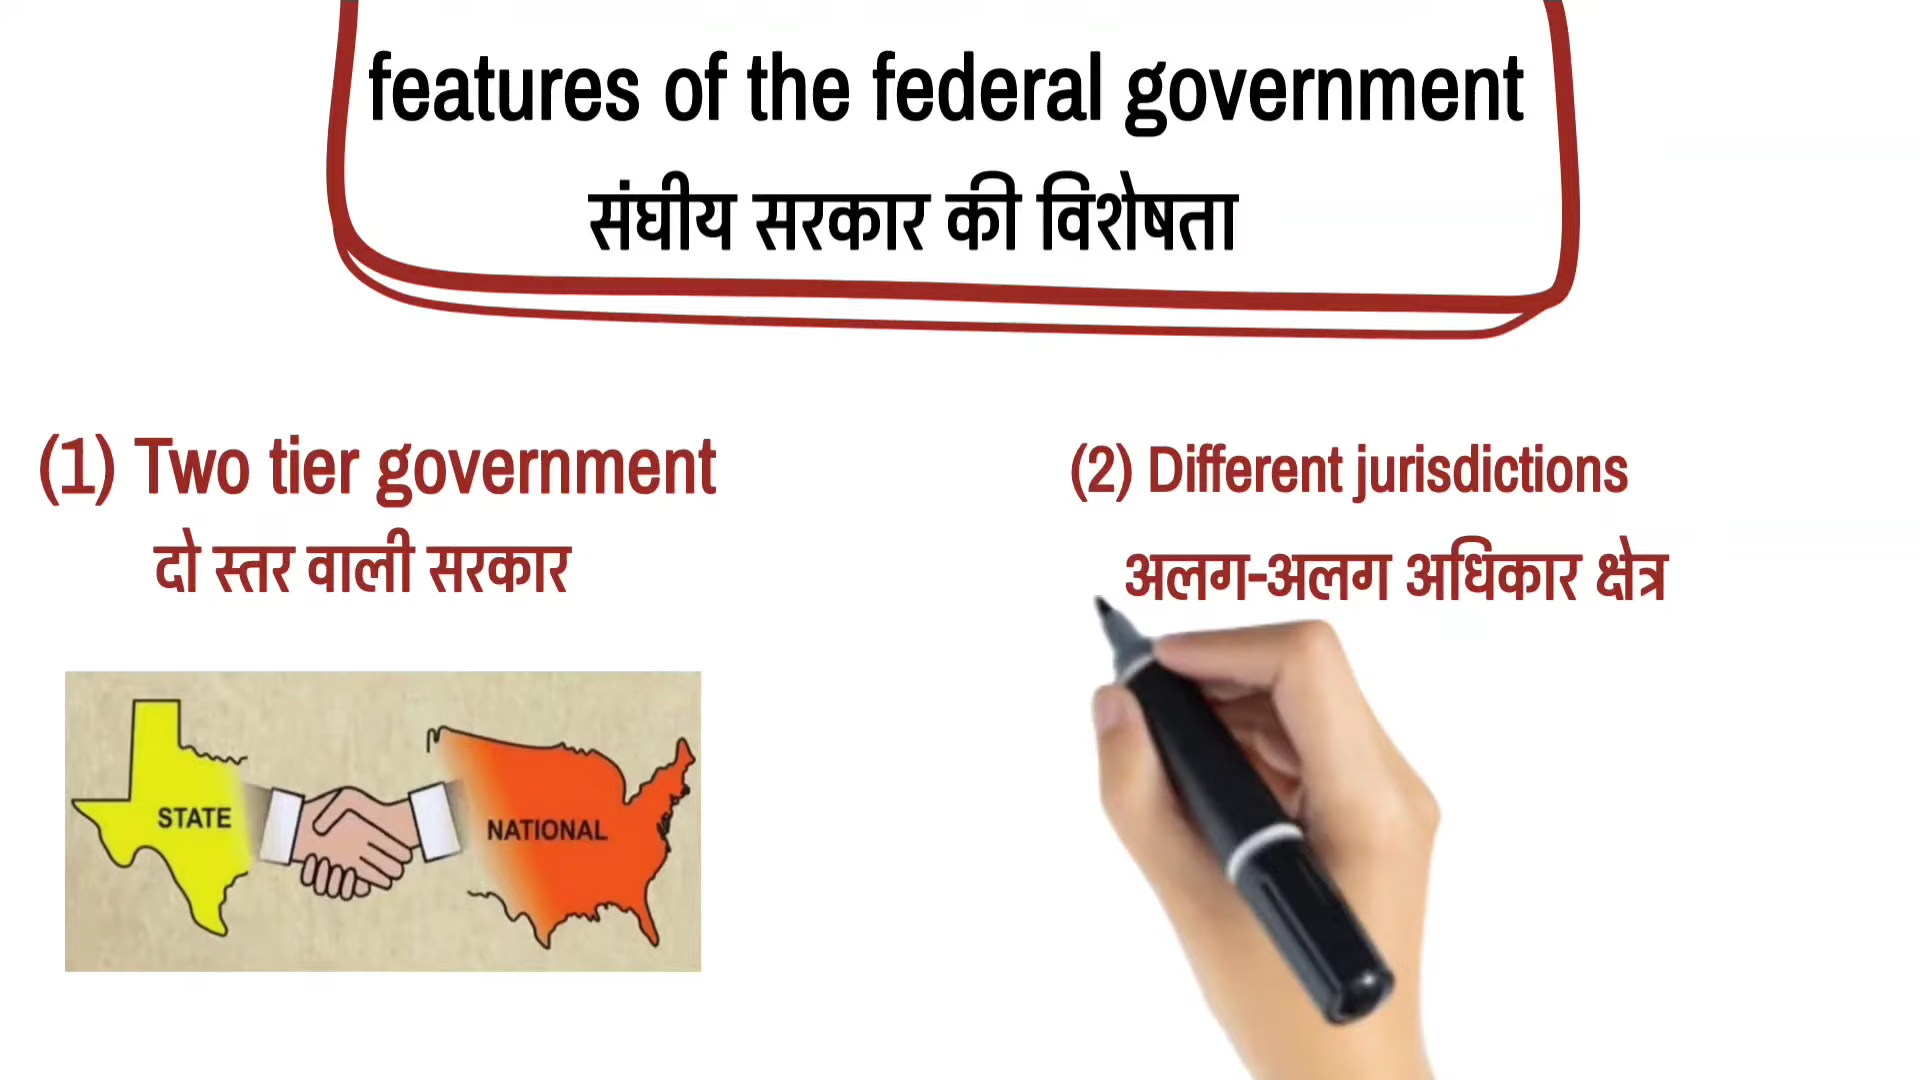 features of the federal government
संघीय सरकार की विशेषता
(1) Two tier government
दो स्तर वाली सरकार
(2) Different jurisdictions
अलग-अलग अधिकार क्षेत्र
STATE
NATIONAL